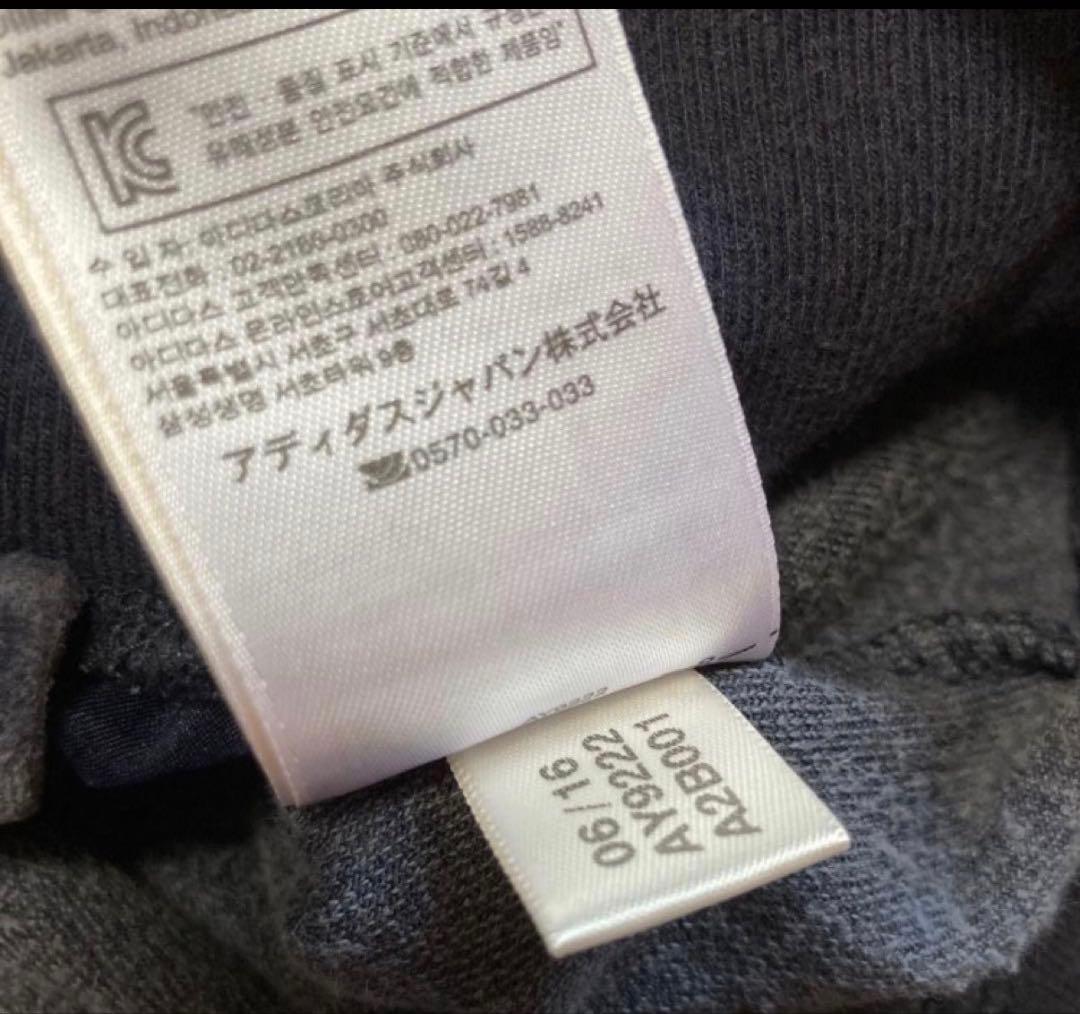 Jakarta, Indon
KC
"안전·품질 표시 기준에서 규정한
유해성분 안전요건에 적합한 제품임"
수 입 자: 아디다스코리아 주식회사
대표전화 : 02-2166-0300
아디다스 고객만족센터 : 080-022-7981
아디다스 온라인스토어고객센터 : 1588-8241
서울특별시 서초구 서초대로 74길 4
삼성생명 서초타워 9층
アディダスジャパン株式会社
0570-033-033
06/16
AY9222
A2B001